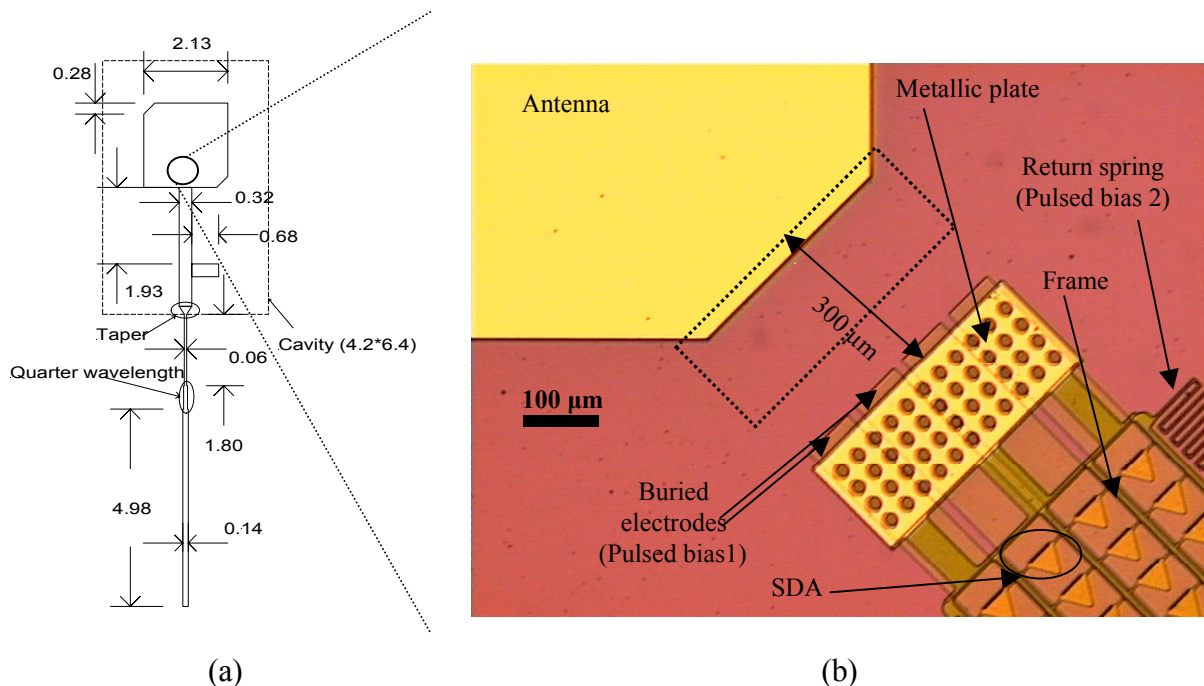 2.13
0.28
0.32
0.68
1.93
Taper
0.06
Cavity (4.2*6.4)
Quarter wavelength
1.80
4.98
0.14
(a)
Antenna
Metallic plate
Return spring
(Pulsed bias 2)
Frame
300 µm
100 µm
Buried
electrodes
(Pulsed bias1)
SDA
(b)